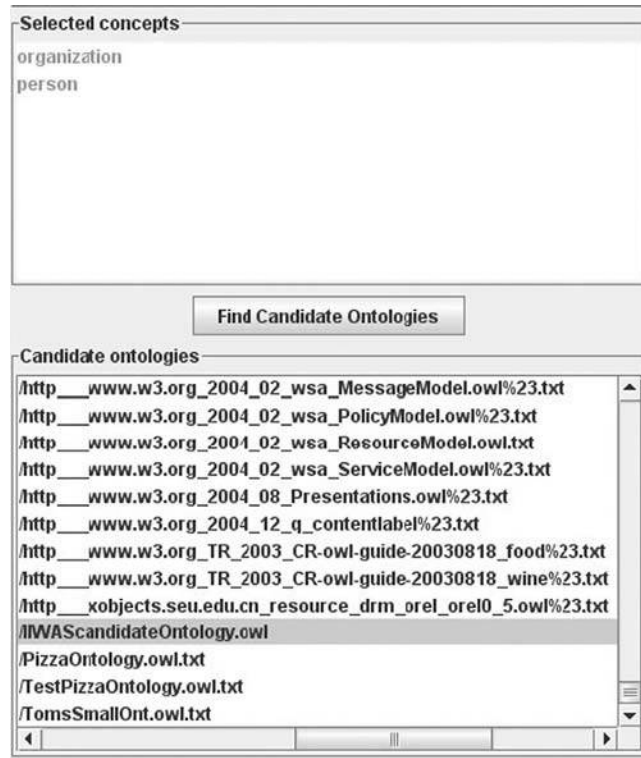 Selected concepts
organization
person
Find Candidate Ontologies
Candidate ontologies
/http___www.w3.org_2004_02_wsa_MessageModel.owl%23.txt
/http___www.w3.org_2004_02_wsa_PolicyModel.owl%23.txt
/http___www.w3.org_2004_02_wsa_ResourceModel.owl.txt
/http___www.w3.org_2004_02_wsa_ServiceModel.owl%23.txt
/http___www.w3.org_2004_08_Presentations.owl%23.txt
/http___www.w3.org_2004_12_q_contentlabel%23.txt
/http___www.w3.org_TR_2003_CR-owl-guide-20030818_food%23.txt
/http___www.w3.org_TR_2003_CR-owl-guide-20030818_wine%23.txt
/http___xobjects.seu.edu.cn_resource_drm_orel_orel0_5.owl%23.txt
/IIWAScandidateOntology.owl
/PizzaOntology.owl.txt
/TestPizzaOntology.owl.txt
/TomsSmallOnt.owl.txt